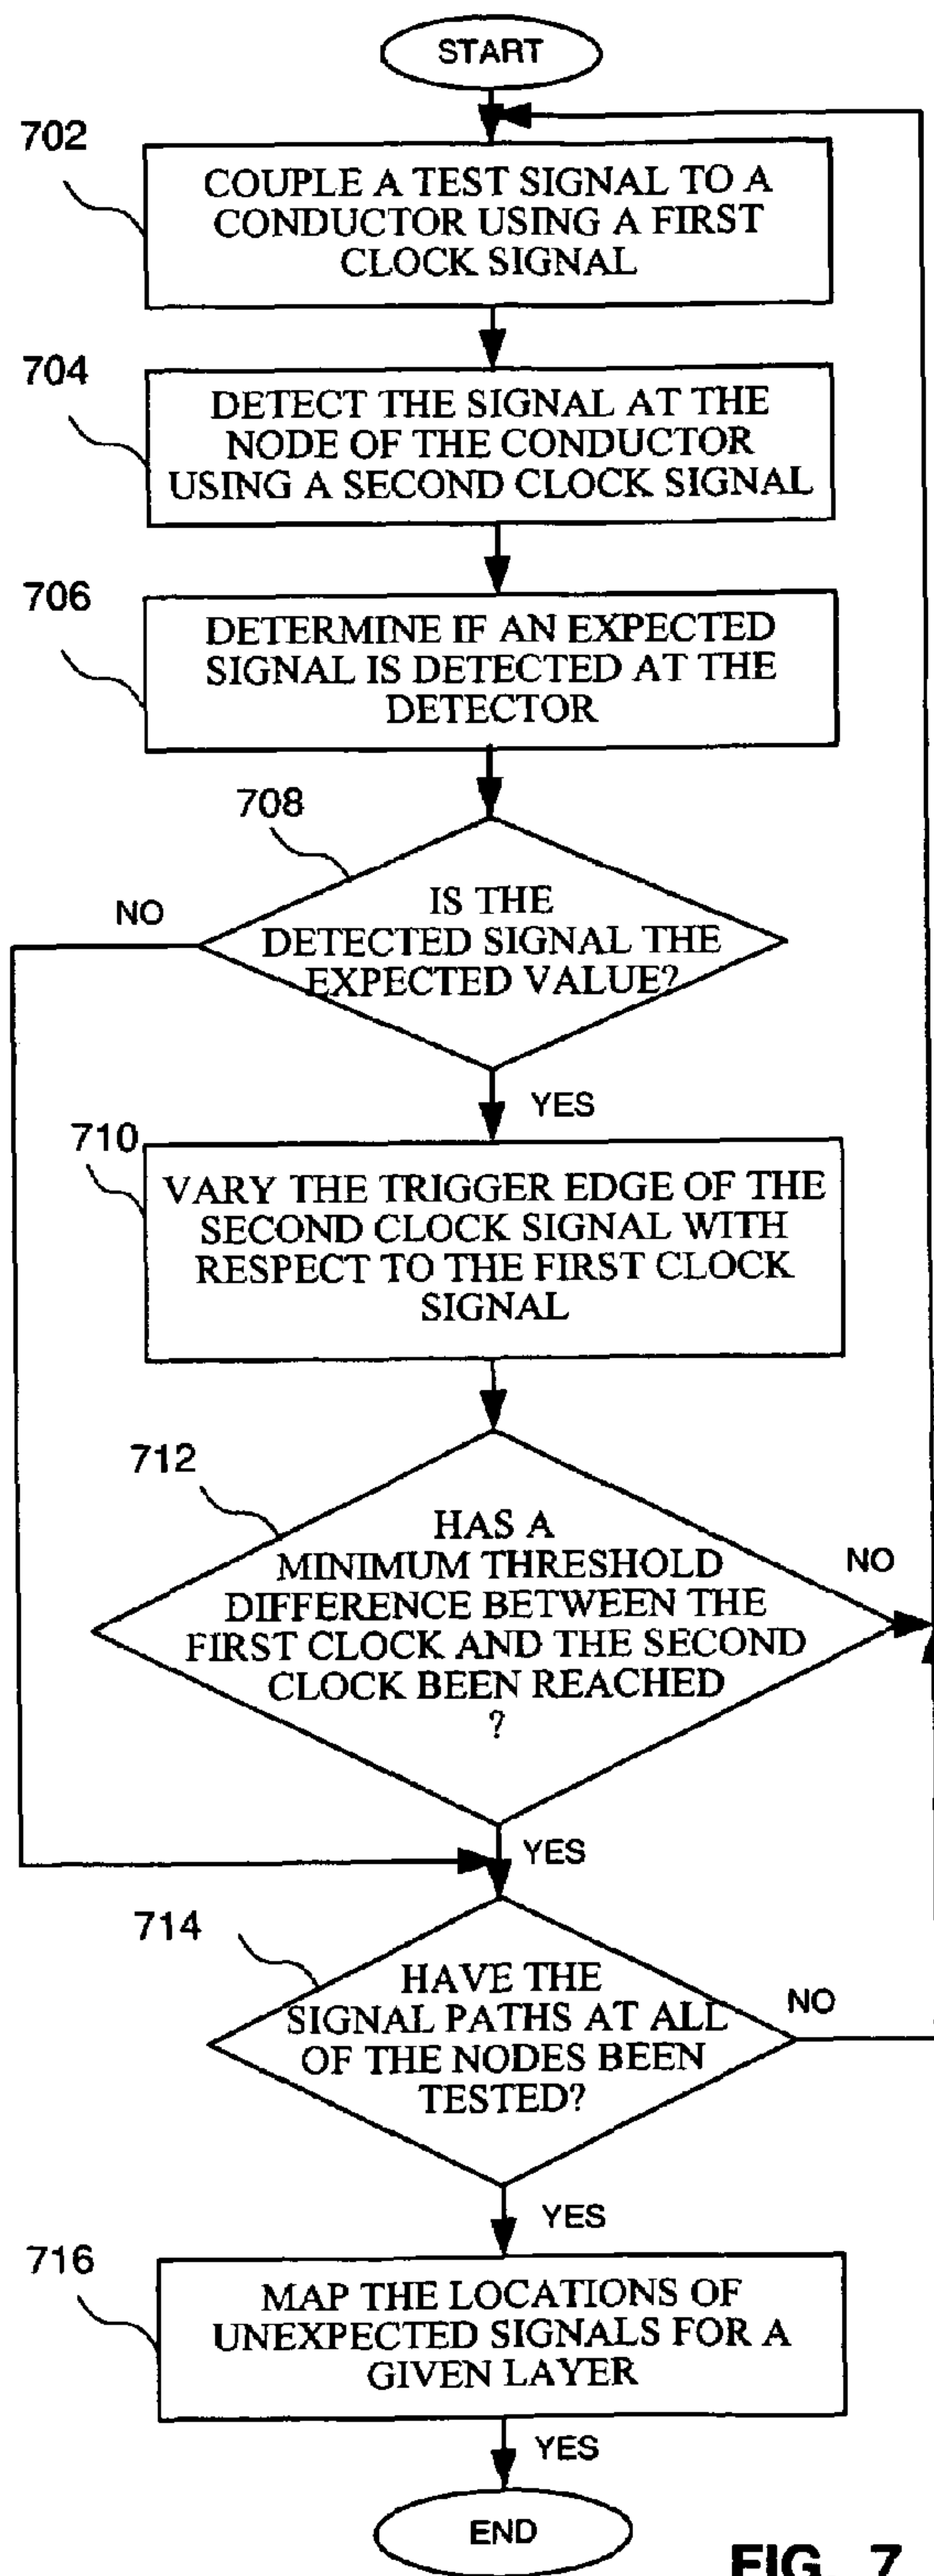 START
702
COUPLE A TEST SIGNAL TO A
CONDUCTOR USING A FIRST
CLOCK SIGNAL
704
DETECT THE SIGNAL AT THE
NODE OF THE CONDUCTOR
USING A SECOND CLOCK SIGNAL
706
DETERMINE IF AN EXPECTED
SIGNAL IS DETECTED AT THE
DETECTOR
708
NO
IS THE
DETECTED SIGNAL THE
EXPECTED VALUE?
YES
710
VARY THE TRIGGER EDGE OF THE
SECOND CLOCK SIGNAL WITH
RESPECT TO THE FIRST CLOCK
SIGNAL
712
HAS A
MINIMUM THRESHOLD
DIFFERENCE BETWEEN THE
FIRST CLOCK AND THE SECOND
CLOCK BEEN REACHED
?
NO
YES
714
HAVE THE
SIGNAL PATHS AT ALL
OF THE NODES BEEN
TESTED?
NO
YES
716
MAP THE LOCATIONS OF
UNEXPECTED SIGNALS FOR A
GIVEN LAYER
YES
END
FIG. 7